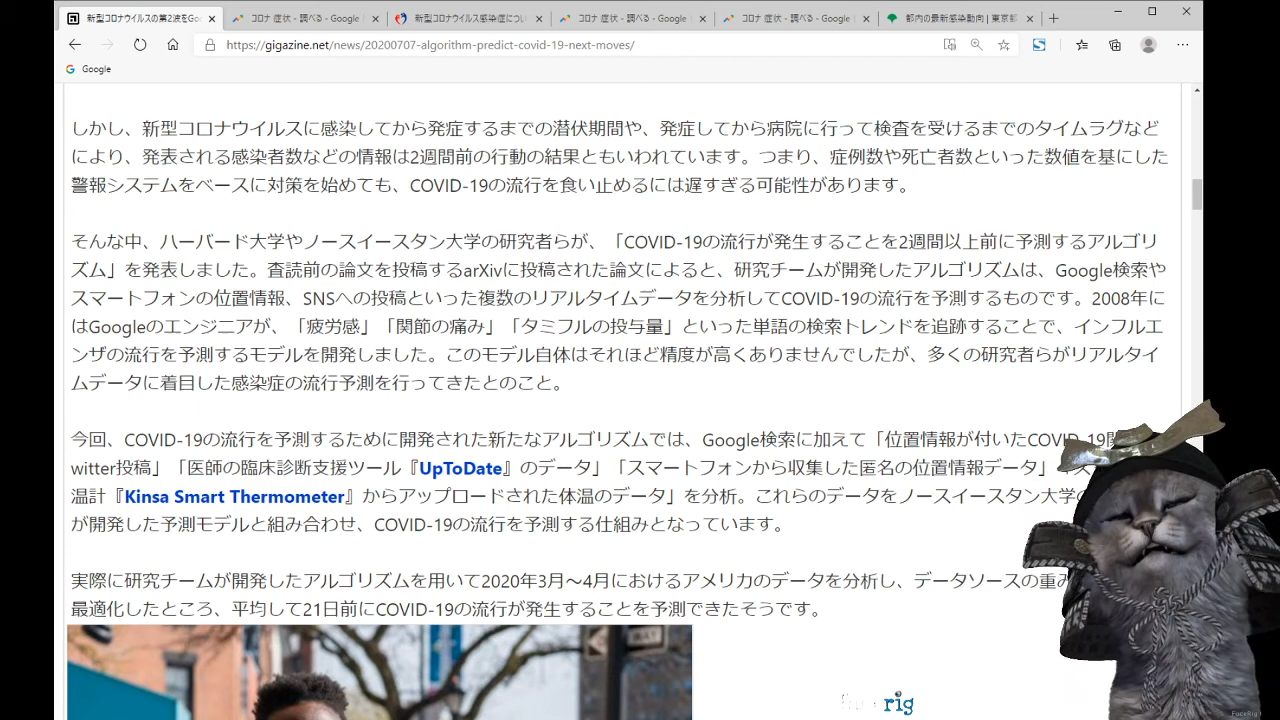 新型コロナウイルスの第2波をGo
コロナ 症状 - 調べる - Google
新型コロナウイルス感染症につい
コロナ 症状 - 調べる - Google
コロナ 症状 - 調べる - Google
都内の最新感染動向 | 東京都
https://gigazine.net/news/20200707-algorithm-predict-covid-19-next-moves/
Google
しかし、新型コロナウイルスに感染してから発症するまでの潜伏期間や、発症してから病院に行って検査を受けるまでのタイムラグなど
により、発表される感染者数などの情報は2週間前の行動の結果ともいわれています。つまり、症例数や死亡者数といった数値を基にした
警報システムをベースに対策を始めても、COVID-19の流行を食い止めるには遅すぎる可能性があります。
そんな中、ハーバード大学やノースイースタン大学の研究者らが、「COVID-19の流行が発生することを2週間以上前に予測するアルゴリ
ズム」を発表しました。査読前の論文を投稿するarXivに投稿された論文によると、研究チームが開発したアルゴリズムは、Google検索や
スマートフォンの位置情報、SNSへの投稿といった複数のリアルタイムデータを分析してCOVID-19の流行を予測するものです。2008年に
はGoogleのエンジニアが、「疲労感」「関節の痛み」「タミフルの投与量」といった単語の検索トレンドを追跡することで、インフルエ
ンザの流行を予測するモデルを開発しました。このモデル自体はそれほど精度が高くありませんでしたが、多くの研究者らがリアルタイ
ムデータに着目した感染症の流行予測を行ってきたとのこと。
今回、COVID-19の流行を予測するために開発された新たなアルゴリズムでは、Google検索に加えて「位置情報が付いたCOVID-19関
witter投稿」「医師の臨床診断支援ツール『UpToDate』のデータ」「スマートフォンから収集した匿名の位置情報データ」
温計『Kinsa Smart Thermometer』からアップロードされた体温のデータ」を分析。これらのデータをノースイースタン大学の
が開発した予測モデルと組み合わせ、COVID-19の流行を予測する仕組みとなっています。
実際に研究チームが開発したアルゴリズムを用いて2020年3月～4月におけるアメリカのデータを分析し、データソースの重み
最適化したところ、平均して21日前にCOVID-19の流行が発生することを予測できたそうです。
WAY
rig
FaceRig